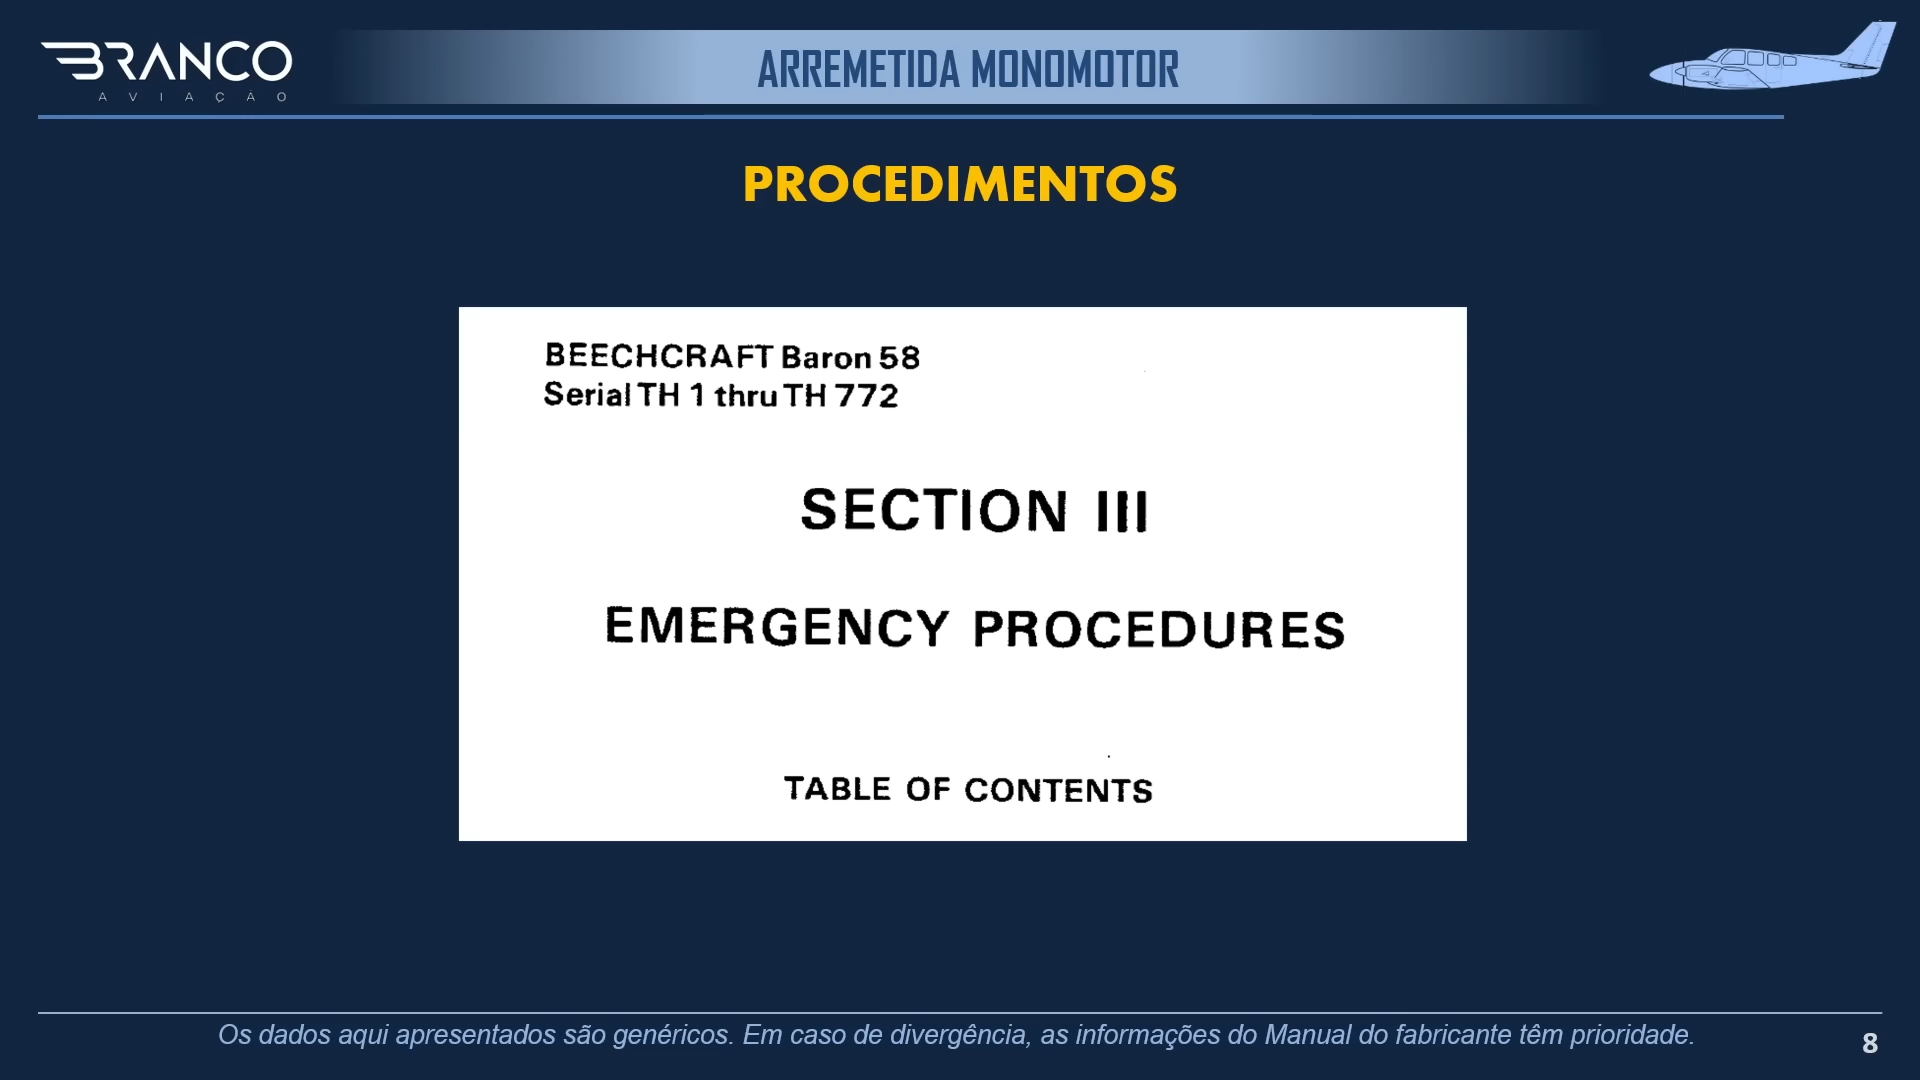 BRANCO
AVIAÇÃO
ARREMETIDA MONOMOTOR
PROCEDIMENTOS
BEECHCRAFT Baron 58
Serial TH 1 thru TH 772
SECTION III
EMERGENCY PROCEDURES
TABLE OF CONTENTS
Os dados aqui apresentados são genéricos. Em caso de divergência, as informações do Manual do fabricante têm prioridade.
8